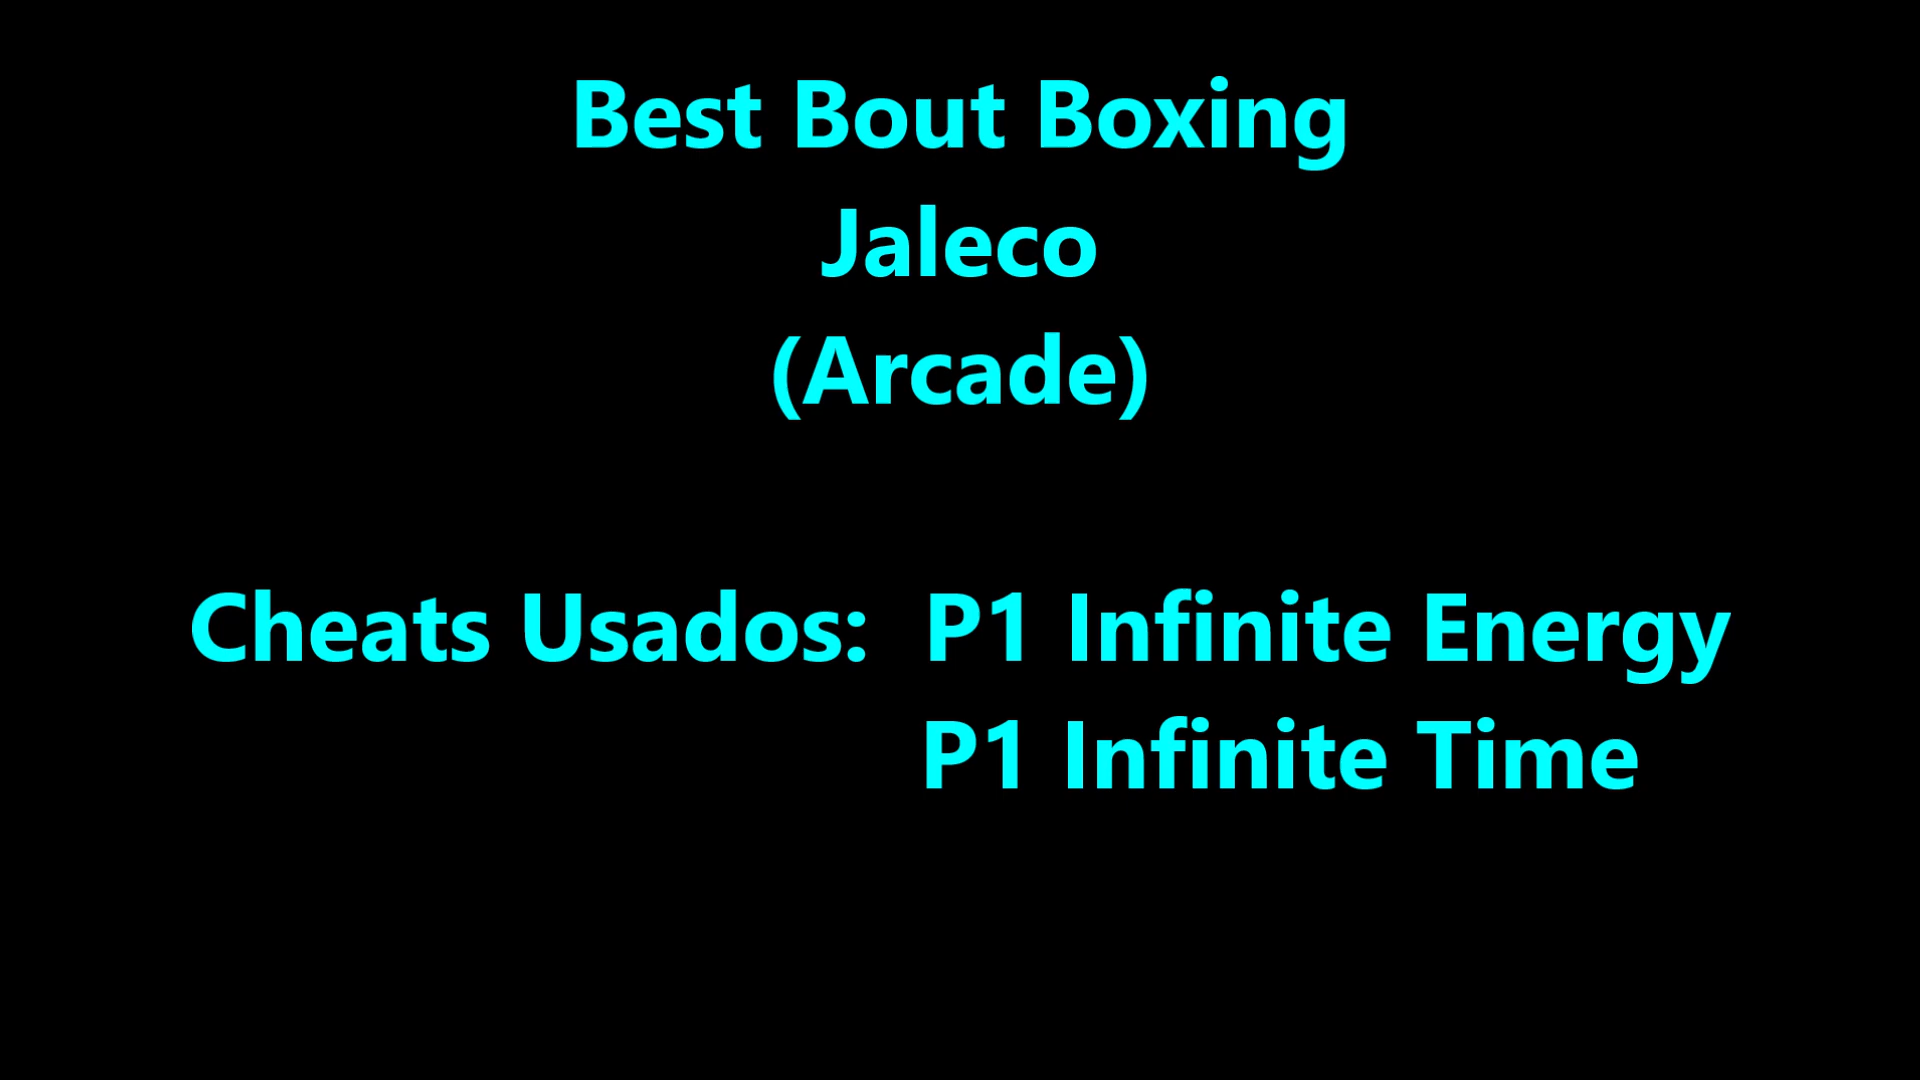 Best Bout Boxing
Jaleco
(Arcade)
Cheats Usados: P1 Infinite Energy
P1 Infinite Time